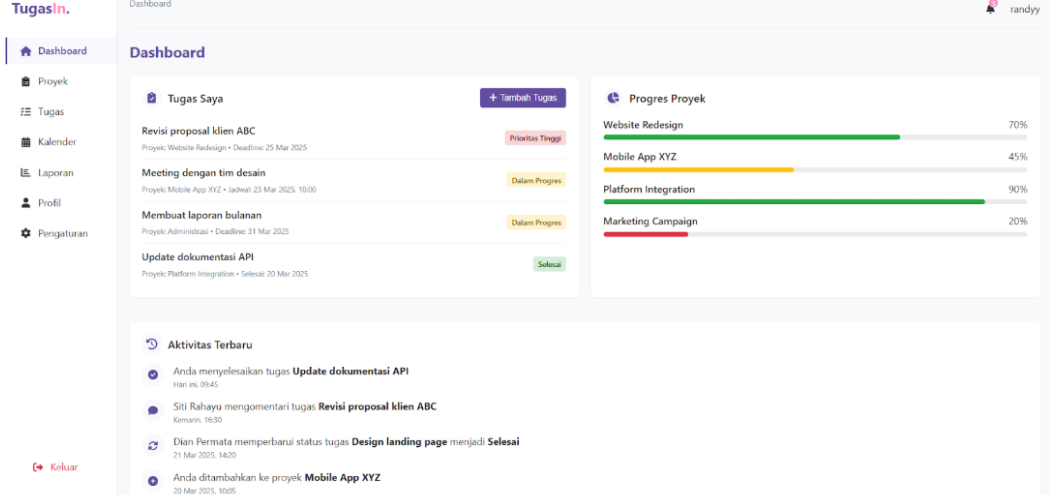 TugasIn.
Dashboard
randyy
Dashboard
Proyek
Tugas
Kalender
Laporan
Profil
Pengaturan
Keluar
Dashboard
Tugas Saya
+ Tambah Tugas
Revisi proposal klien ABC
Proyek: Website Redesign • Deadline: 25 Mar 2025
Prioritas Tinggi
Meeting dengan tim desain
Proyek: Mobile App XYZ • Jadwal: 23 Mar 2025, 10:00
Dalam Progres
Membuat laporan bulanan
Proyek: Administrasi • Deadline: 31 Mar 2025
Dalam Progres
Update dokumentasi API
Proyek: Platform Integration • Selesai: 20 Mar 2025
Selesai
Progres Proyek
Website Redesign 70%
Mobile App XYZ 45%
Platform Integration 90%
Marketing Campaign 20%
Aktivitas Terbaru
Anda menyelesaikan tugas Update dokumentasi API
Hari ini, 09:45
Siti Rahayu mengomentari tugas Revisi proposal klien ABC
Kemarin, 16:30
Dian Permata memperbarui status tugas Design landing page menjadi Selesai
21 Mar 2025, 14:20
Anda ditambahkan ke proyek Mobile App XYZ
20 Mar 2025, 10:05